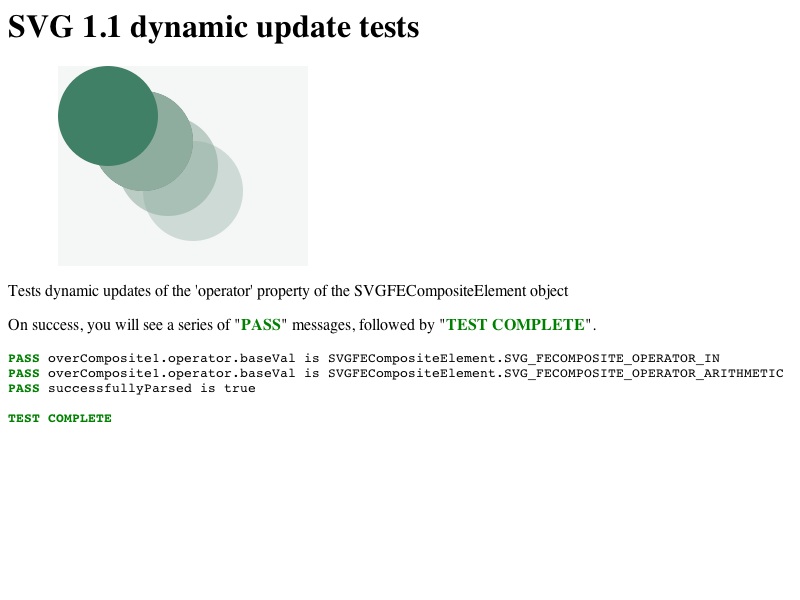 SVG 1.1 dynamic update tests
Tests dynamic updates of the 'operator' property of the SVGFECompositeElement object
On success, you will see a series of "PASS" messages, followed by "TEST COMPLETE".
PASS overComposite1.operator.baseVal is SVGFECompositeElement.SVG_FECOMPOSITE_OPERATOR_IN
PASS overComposite1.operator.baseVal is SVGFECompositeElement.SVG_FECOMPOSITE_OPERATOR_ARITHMETIC
PASS successfullyParsed is true
TEST COMPLETE